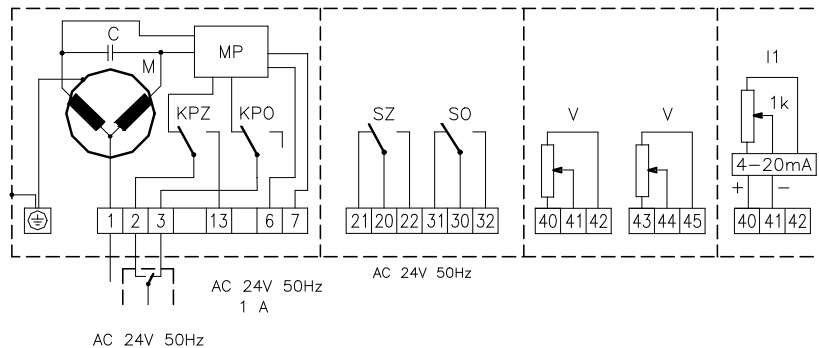 C
MP
M
I1
KPZ
KPO
SZ
SO
V
V
1k
4-20mA
+ -
1 2 3 13 6 7
21 20 22 31 30 32
40 41 42
43 44 45
40 41 42
AC 24V 50Hz
1 A
AC 24V 50Hz
AC 24V 50Hz